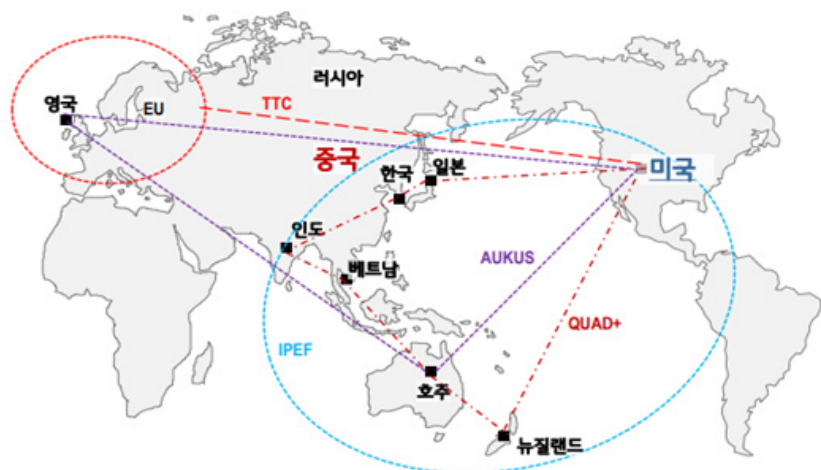 러시아
영국
EU
TTC
중국
일본
미국
한국
인도
베트남
AUKUS
QUAD+
IPEF
호주
뉴질랜드